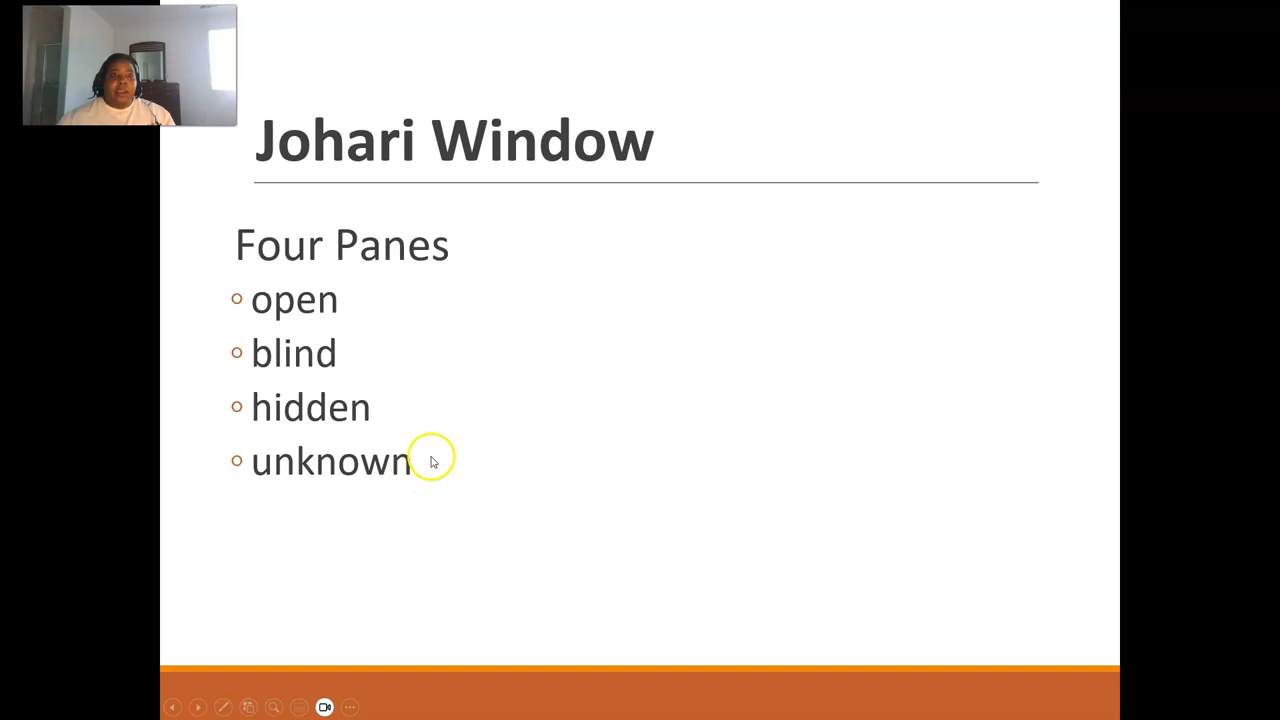 Johari Window
Four Panes
open
blind
hidden
unknown